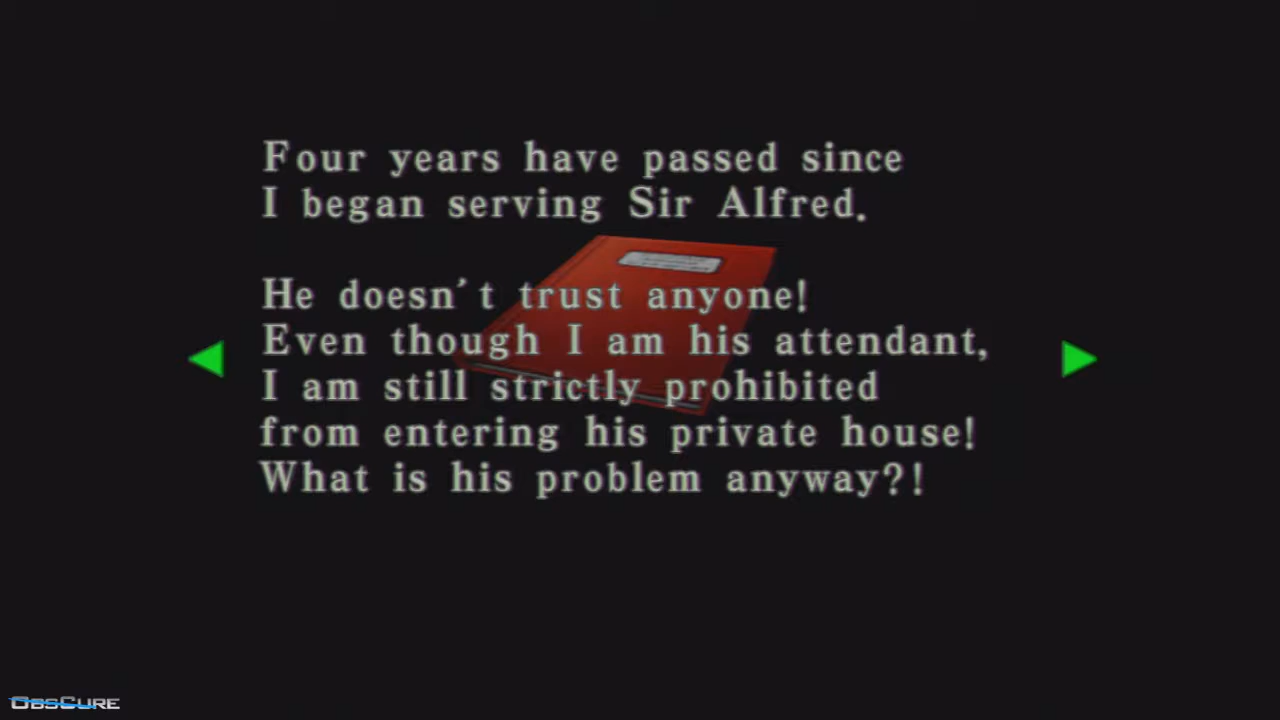 Four years have passed since
I began serving Sir Alfred.
He doesn't trust anyone!
Even though I am his attendant,
I am still strictly prohibited
from entering his private house!
What is his problem anyway?!
OBSCURE